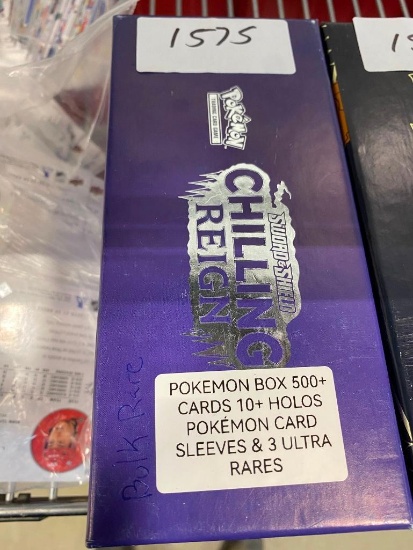 1575
Pokémon
TRADING CARD GAME
SWORD & SHIELD
CHILLING
REIGN
Bulk Rare
POKEMON BOX 500+
CARDS 10+ HOLOS
POKÉMON CARD
SLEEVES & 3 ULTRA
RARES